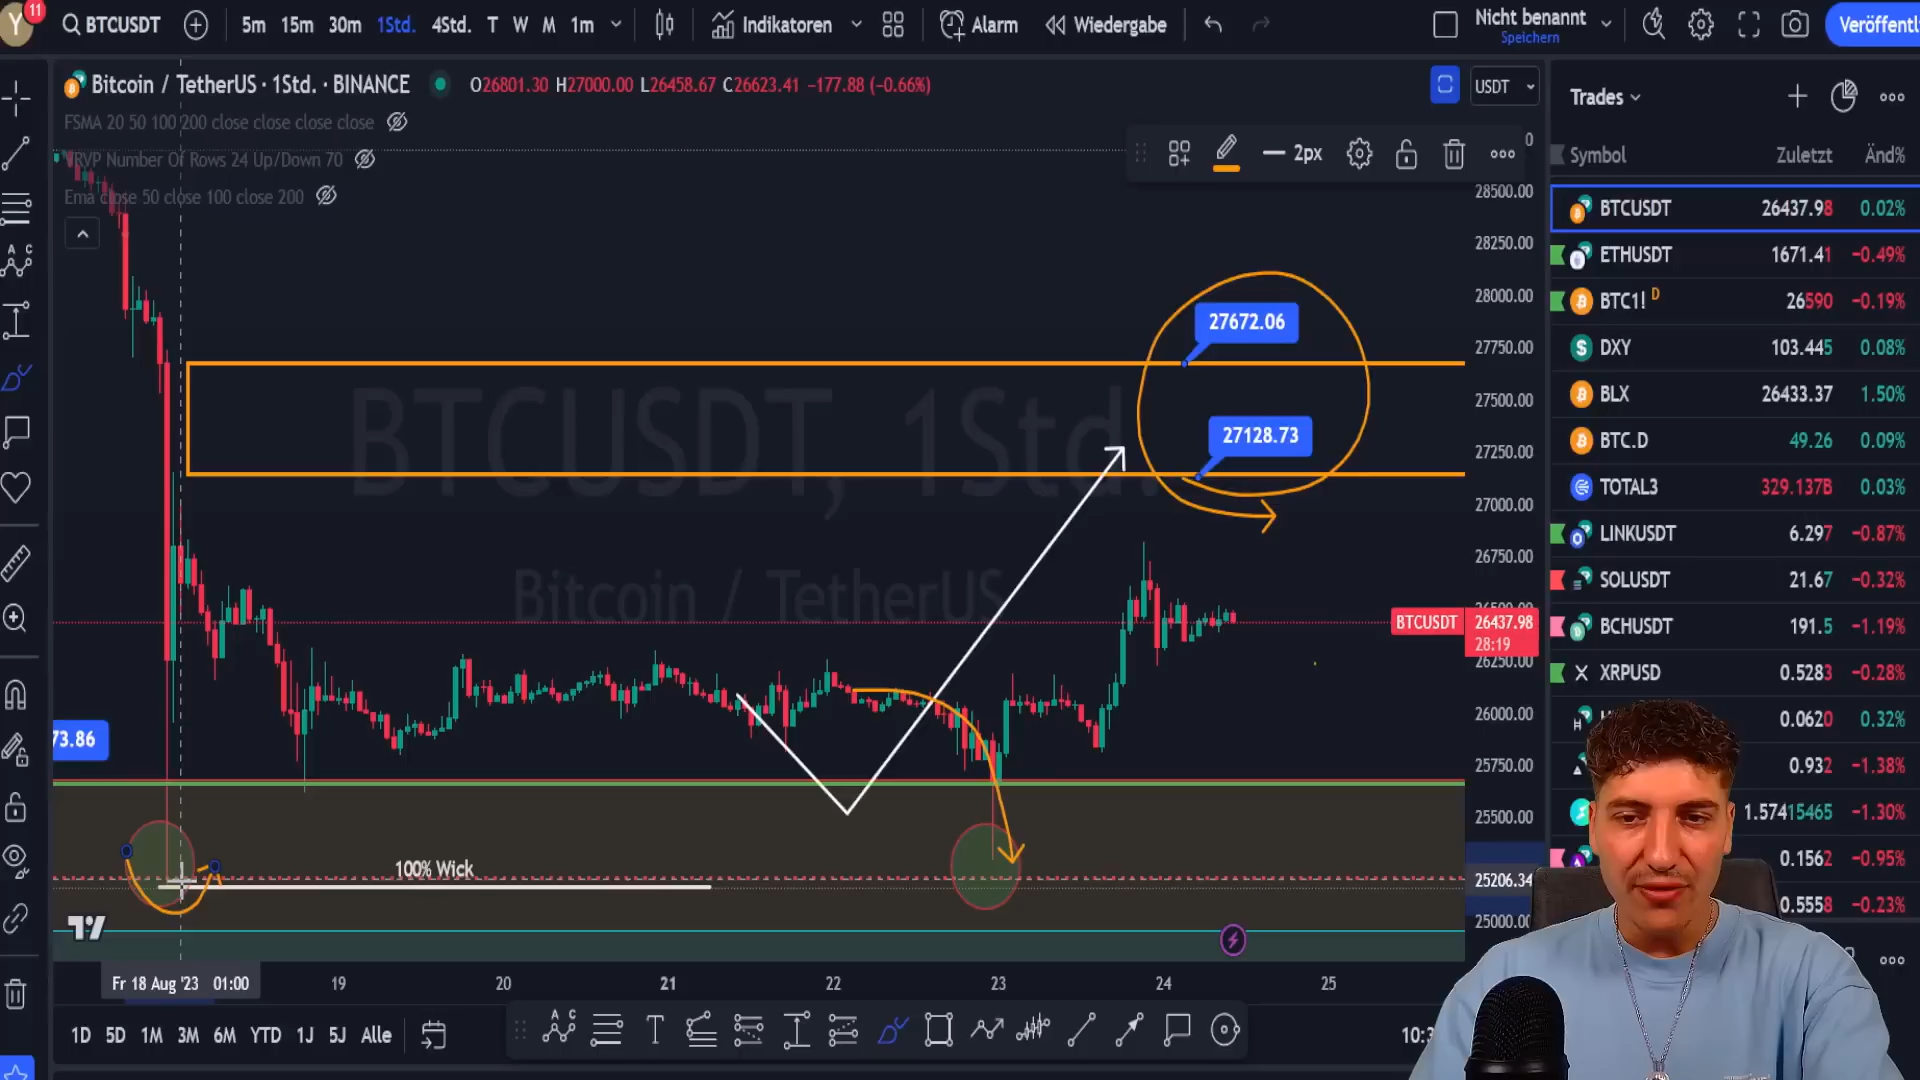 11
Y
BTCUSDT
5m 15m 30m 1Std. 4Std. T W M 1m
Indikatoren
Alarm
Wiedergabe
Nicht benannt
Speichern
Veröffentl
Bitcoin / TetherUS · 1Std. · BINANCE
O26801.30 H27000.00 L26458.67 C26623.41 −177.88 (−0.66%)
USDT
FSMA 20 50 100 200 close close close close
VRVP Number Of Rows 24 Up/Down 70
Ema close 50 close 100 close 200
2px
0
28500.00
28250.00
28000.00
27750.00
27500.00
27250.00
27000.00
26750.00
26500.00
26250.00
26000.00
25750.00
25500.00
25206.34
25000.00
BTCUSDT 26437.98
28:19
27672.06
27128.73
BTCUSDT, 1Std.
Bitcoin / TetherUS
73.86
100% Wick
Fr 18 Aug '23 01:00
19 20 21 22 23 24 25
1D 5D 1M 3M 6M YTD 1J 5J Alle
10:3
Trades
Symbol Zuletzt Änd%
BTCUSDT 26437.98 0.02%
ETHUSDT 1671.41 −0.49%
BTC1! D 26590 −0.19%
DXY 103.445 0.08%
BLX 26433.37 1.50%
BTC.D 49.26 0.09%
TOTAL3 329.137B 0.03%
LINKUSDT 6.297 −0.87%
SOLUSDT 21.67 −0.32%
BCHUSDT 191.5 −1.19%
XRPUSD 0.5283 −0.28%
0.0620 0.32%
0.932 −1.38%
1.57415465 −1.30%
0.1562 −0.95%
0.5558 −0.23%